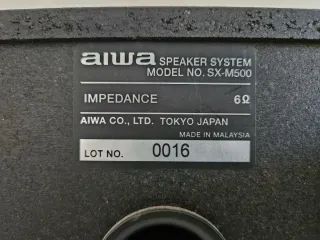 aiwa SPEAKER SYSTEM
MODEL NO. SX-M500
IMPEDANCE 6Ω
AIWA CO., LTD. TOKYO JAPAN
MADE IN MALAYSIA
LOT NO. 0016